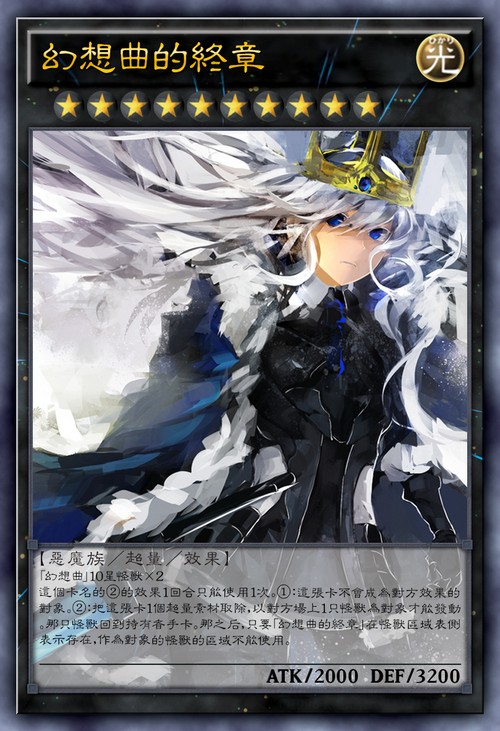 幻想曲的終章
ひかり
光
【惡魔族／超量／效果】
「幻想曲」10星怪獸×2
這個卡名的②的效果1回合只能使用1次。①：這張卡不會成為對方效果的
對象。②：把這張卡1個超量素材取除，以對方場上1只怪獸為對象才能發動
。那只怪獸回到持有者手卡。那之后，只要「幻想曲的終章」在怪獸區域表側
表示存在，作為對象的怪獸的區域不能使用。
ATK/2000 DEF/3200